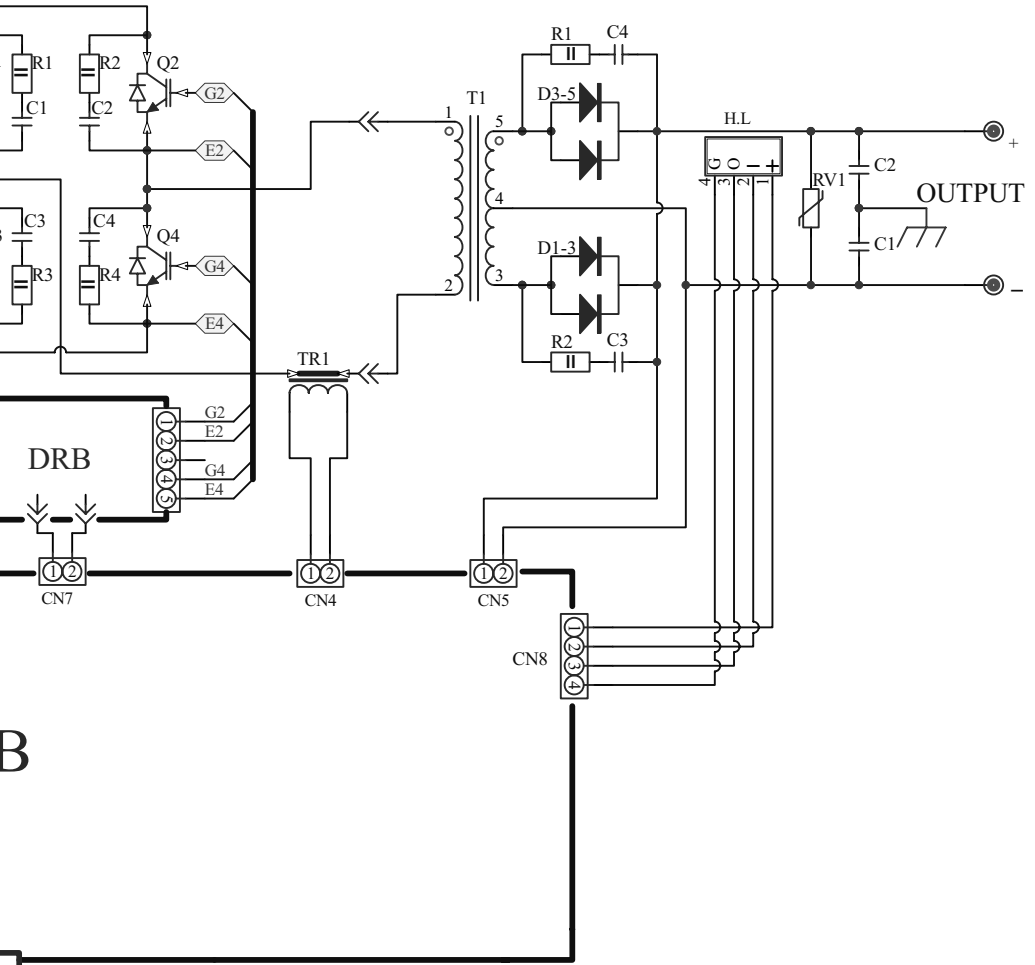 R1
C4
R1
R2
Q2
D3-5
G2
C1
C2
T1
1
5
H.L
+
G O – +
4 3 2 1
E2
RV1
C2
OUTPUT
4
C3
C4
Q4
D1-3
C1
G4
R3
R4
2
3
–
E4
R2
C3
TR1
G2
E2
DRB
G4
E4
1
2
3
4
5
1 2
CN7
1 2
CN4
1 2
CN5
CN8
1
2
3
4
B